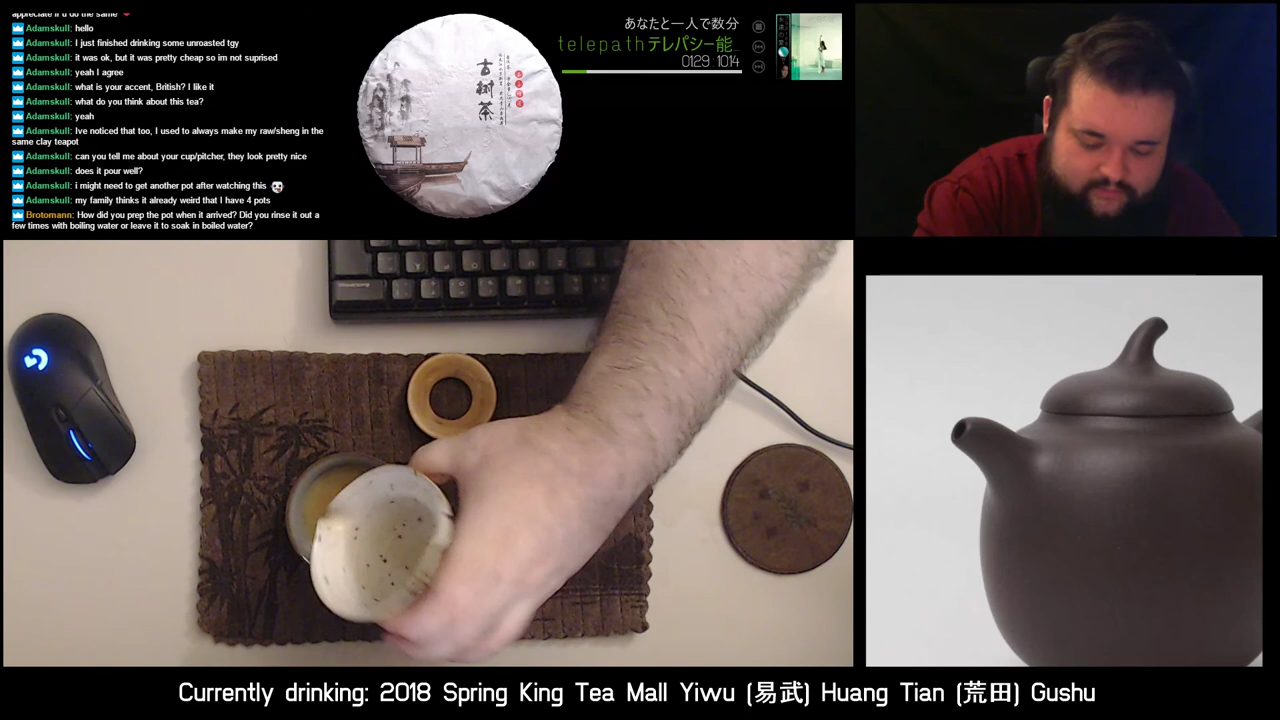 appreciate if u do the same
Adamskull: hello
Adamskull: I just finished drinking some unroasted tgy
Adamskull: it was ok, but it was pretty cheap so im not suprised
Adamskull: yeah I agree
Adamskull: what is your accent, British? I like it
Adamskull: what do you think about this tea?
Adamskull: yeah
Adamskull: Ive noticed that too, I used to always make my raw/sheng in the
same clay teapot
Adamskull: can you tell me about your cup/pitcher, they look pretty nice
Adamskull: does it pour well?
Adamskull: i might need to get another pot after watching this
Adamskull: my family thinks it already weird that I have 4 pots
Brotomann: How did you prep the pot when it arrived? Did you rinse it out a
few times with boiling water or leave it to soak in boiled water?
古树茶
あなたと一人で数分
telepathテレパシー能
01:29 10:14
Currently drinking: 2018 Spring King Tea Mall Yiwu (易武) Huang Tian (荒田) Gushu